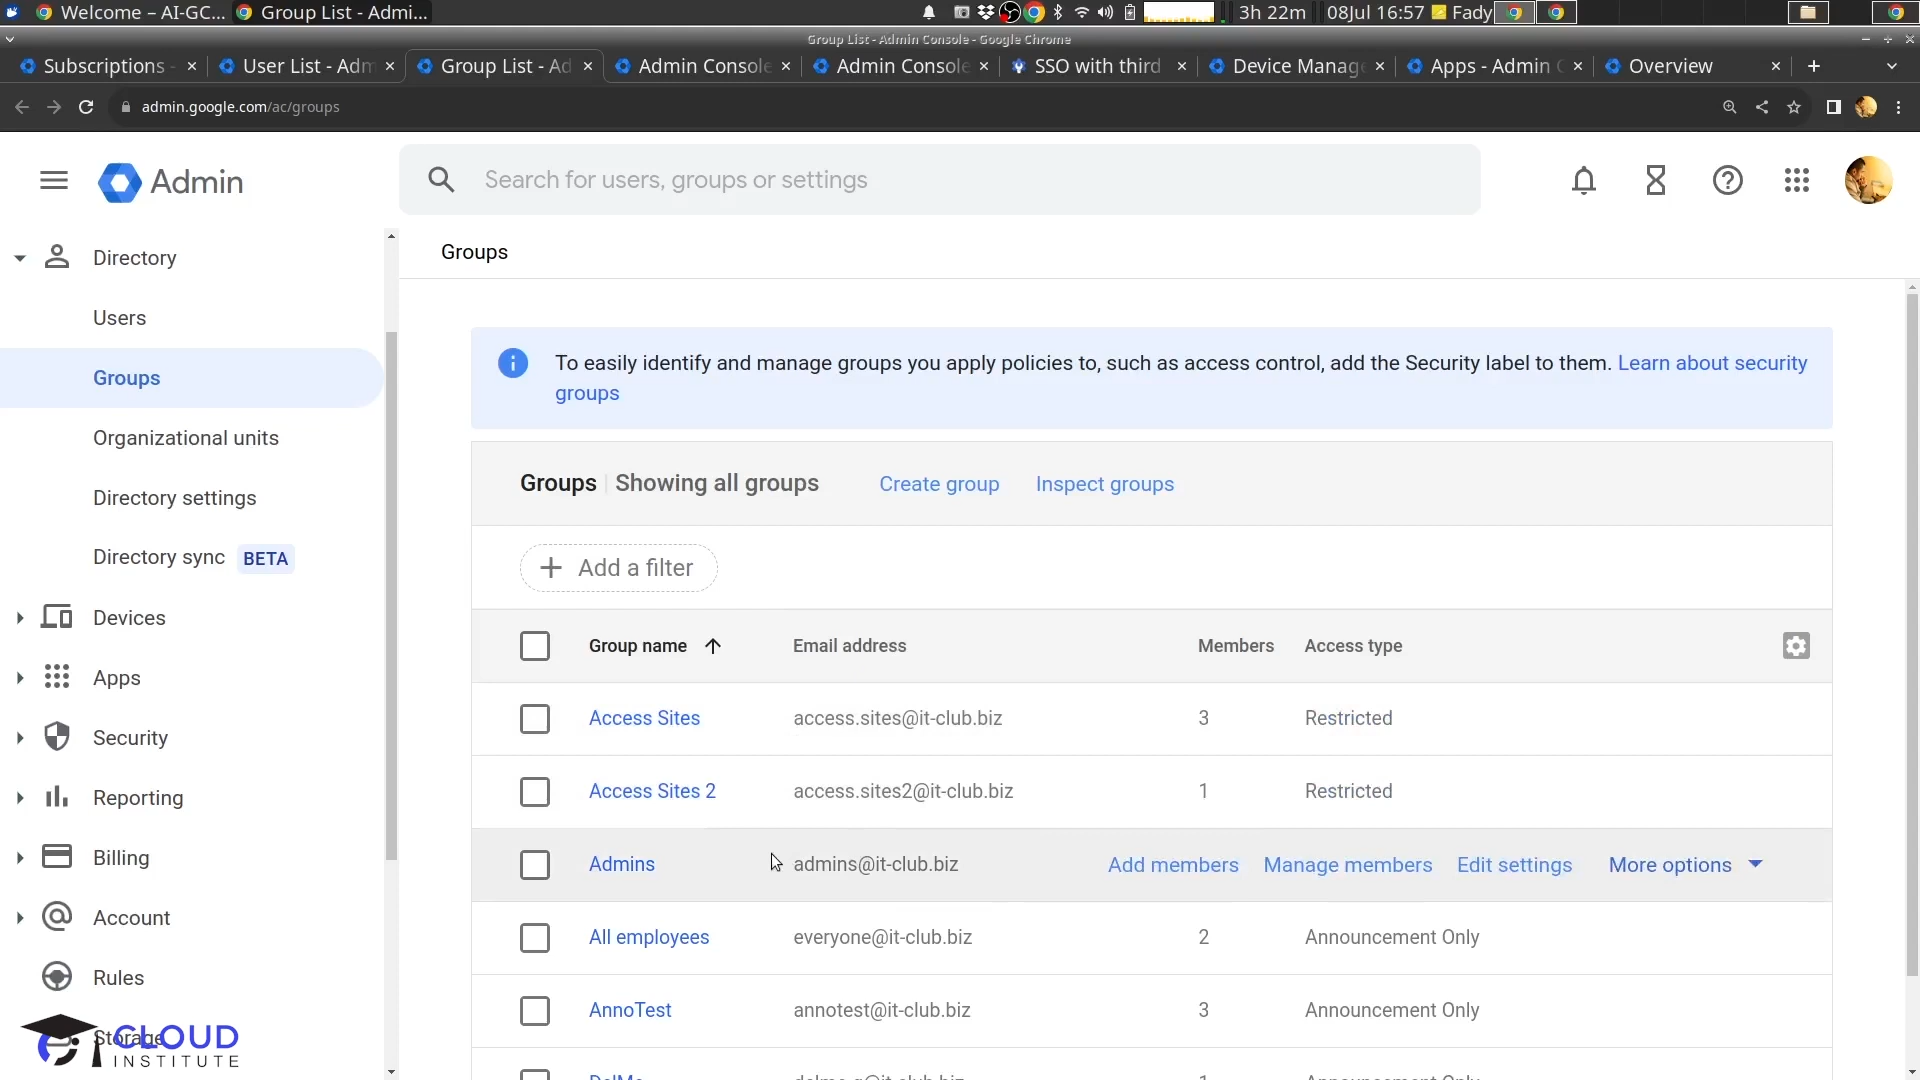 Welcome – AI-GC...
Group List - Admi...
3h 22m
08Jul 16:57
Fady
Group List - Admin Console - Google Chrome
Subscriptions -
User List - Adm
Group List - Ad
Admin Console
Admin Console
SSO with third
Device Manage
Apps - Admin C
Overview
admin.google.com/ac/groups
Admin
Search for users, groups or settings
Directory
Users
Groups
Organizational units
Directory settings
Directory sync BETA
Devices
Apps
Security
Reporting
Billing
Account
Rules
Storage
CLOUD
INSTITUTE
Groups
To easily identify and manage groups you apply policies to, such as access control, add the Security label to them. Learn about security
groups
Groups | Showing all groups
Create group
Inspect groups
+ Add a filter
Group name
Email address
Members
Access type
Access Sites
access.sites@it-club.biz
3
Restricted
Access Sites 2
access.sites2@it-club.biz
1
Restricted
Admins
admins@it-club.biz
Add members
Manage members
Edit settings
More options
All employees
everyone@it-club.biz
2
Announcement Only
AnnoTest
annotest@it-club.biz
3
Announcement Only